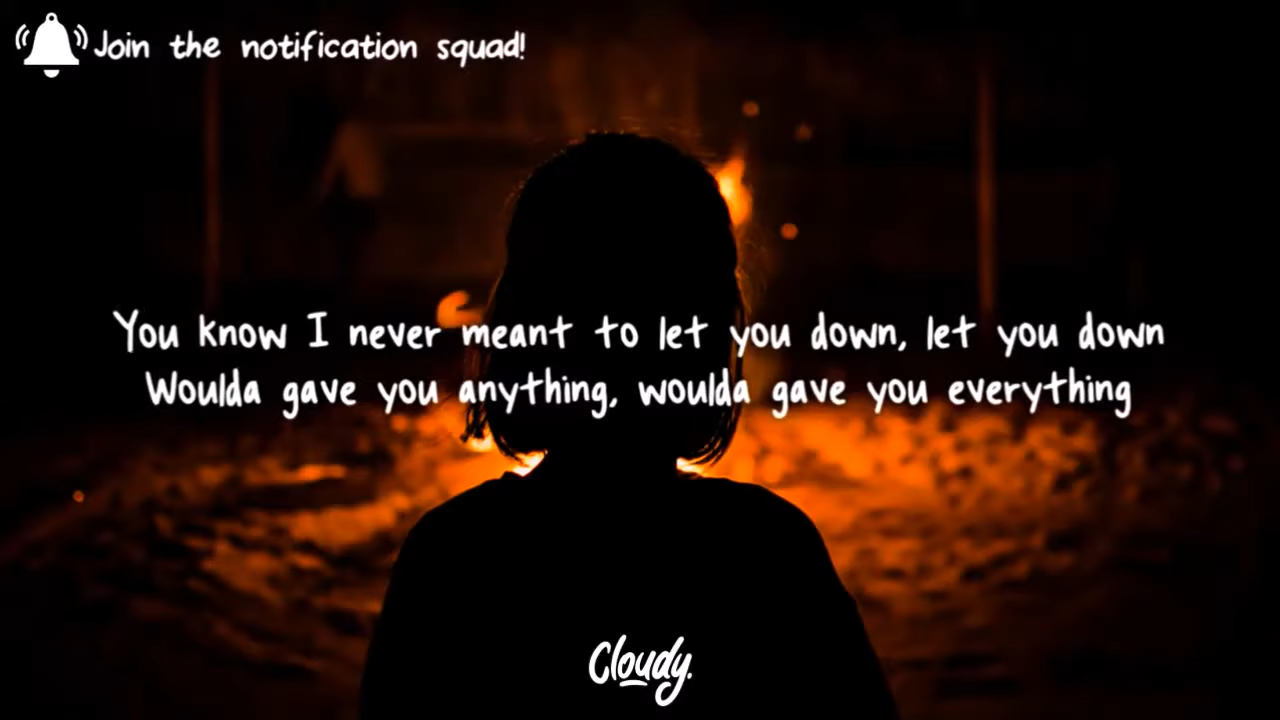 Join the notification squad!
You know I never meant to let you down, let you down
Woulda gave you anything, woulda gave you everything
Cloudy.